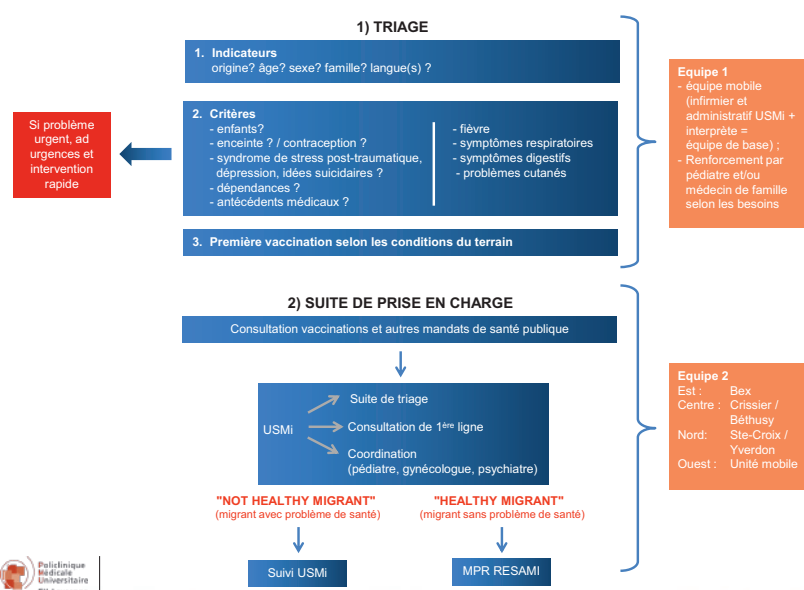 1) TRIAGE
1. Indicateurs
origine? âge? sexe? famille? langue(s) ?
Si problème
urgent, ad
urgences et
intervention
rapide
2. Critères
- enfants?
- enceinte ? / contraception ?
- syndrome de stress post-traumatique,
dépression, idées suicidaires ?
- dépendances ?
- antécédents médicaux ?
- fièvre
- symptômes respiratoires
- symptômes digestifs
- problèmes cutanés
3. Première vaccination selon les conditions du terrain
Equipe 1
- équipe mobile
(infirmier et
administratif USMi +
interprète =
équipe de base) ;
- Renforcement par
pédiatre et/ou
médecin de famille
selon les besoins
2) SUITE DE PRISE EN CHARGE
Consultation vaccinations et autres mandats de santé publique
USMi
Suite de triage
Consultation de 1ère ligne
Coordination
(pédiatre, gynécologue, psychiatre)
Equipe 2
Est : Bex
Centre : Crissier /
Béthusy
Nord: Ste-Croix /
Yverdon
Ouest : Unité mobile
"NOT HEALTHY MIGRANT"
(migrant avec problème de santé)
"HEALTHY MIGRANT"
(migrant sans problème de santé)
Suivi USMi
MPR RESAMI
Policlinique
Médicale
Universitaire